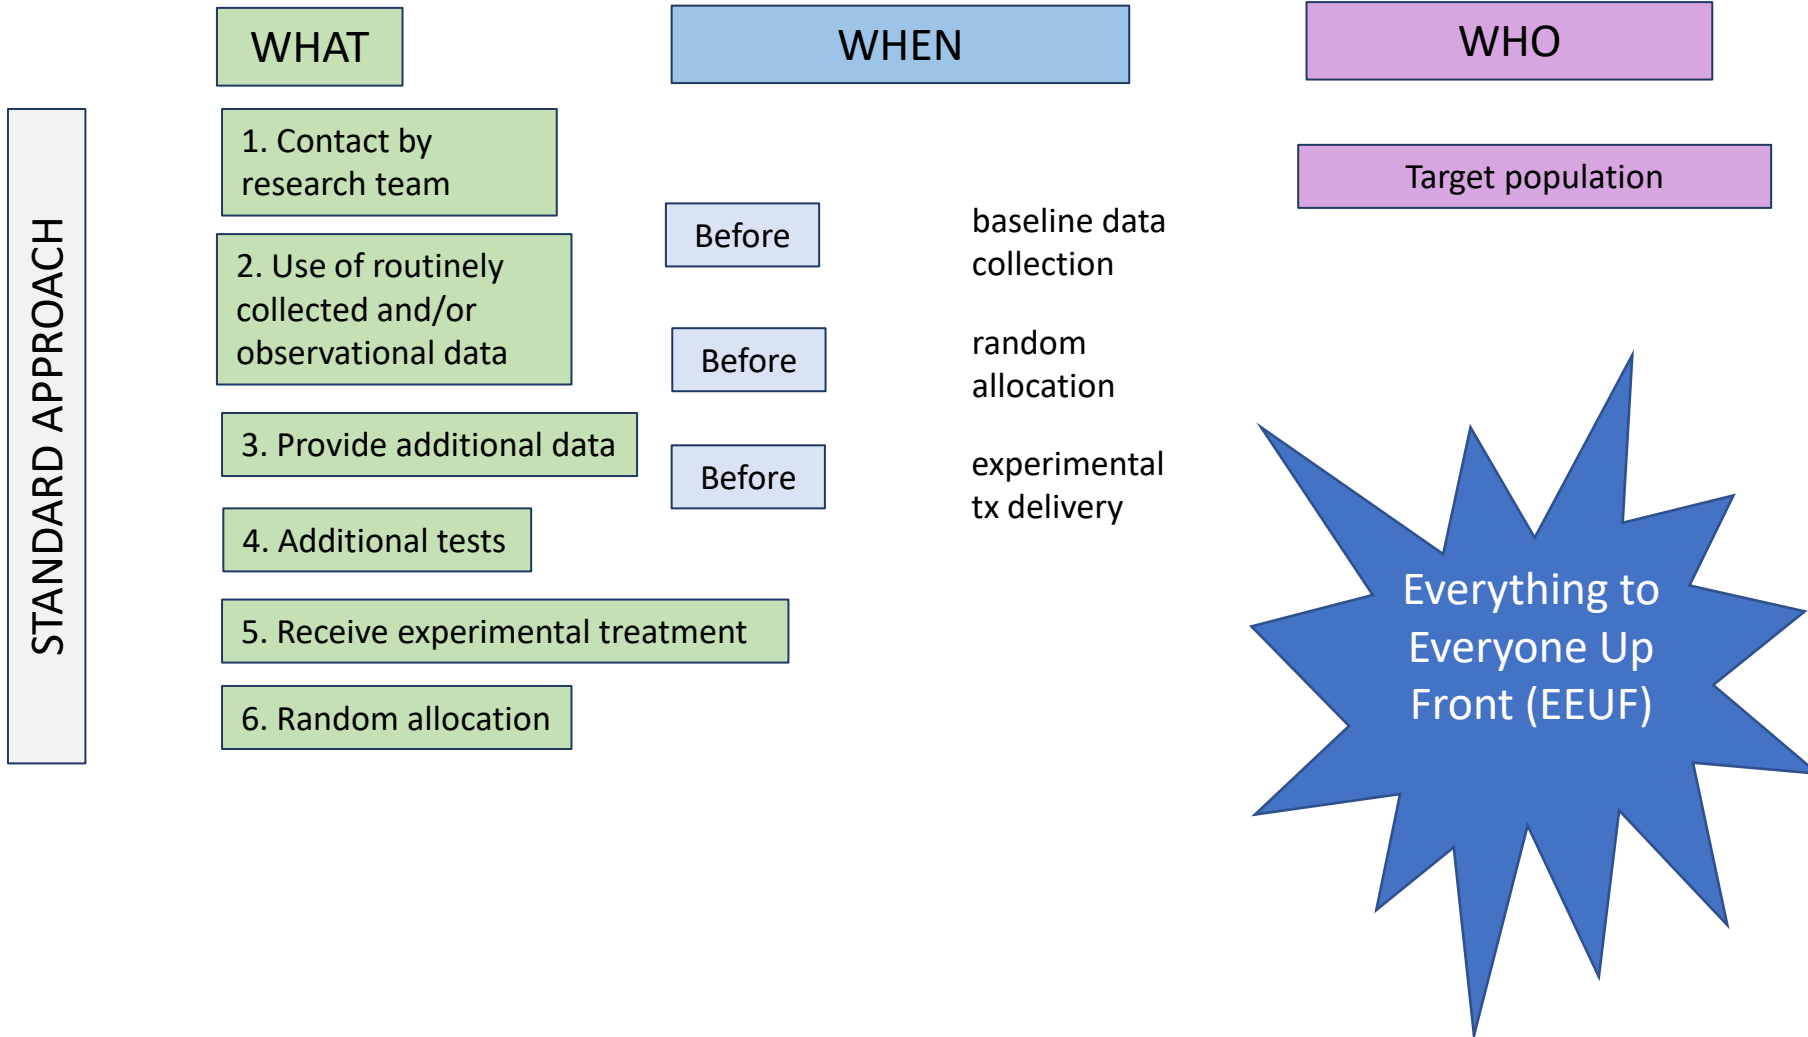 WHAT
WHEN
WHO
STANDARD APPROACH
1. Contact by
research team
2. Use of routinely
collected and/or
observational data
3. Provide additional data
4. Additional tests
5. Receive experimental treatment
6. Random allocation
Before
baseline data
collection
Before
random
allocation
Before
experimental
tx delivery
Target population
Everything to
Everyone Up
Front (EEUF)